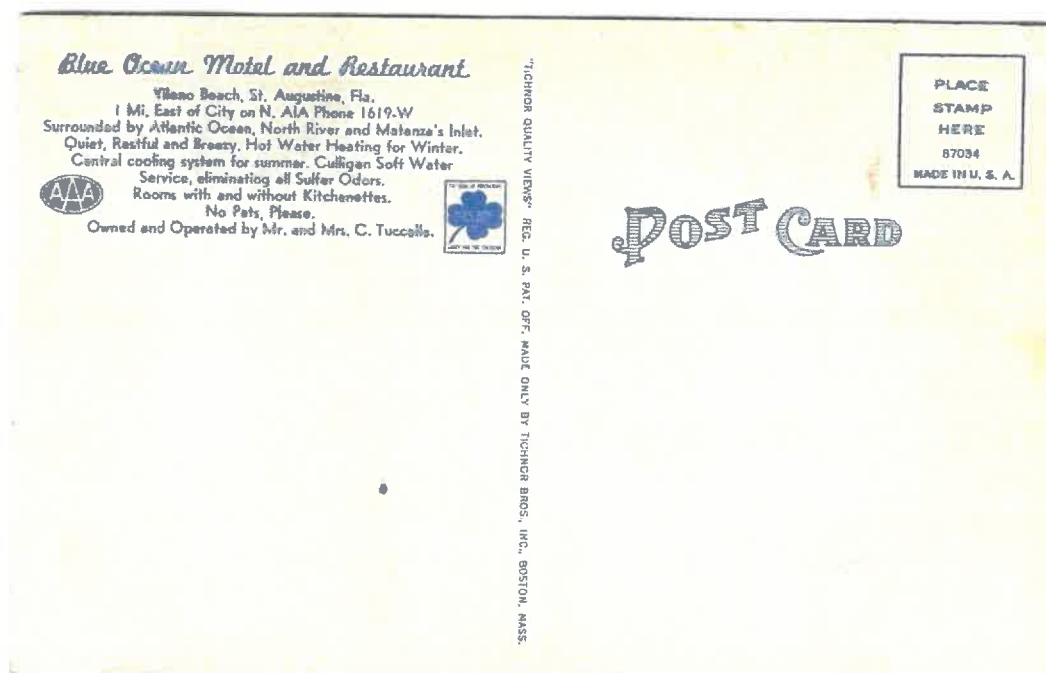 Blue Ocean Motel and Restaurant
Vilano Beach, St. Augustine, Fla.
1 Mi. East of City on N. A1A Phone 1619-W
Surrounded by Atlantic Ocean, North River and Matanza's Inlet.
Quiet, Restful and Breezy. Hot Water Heating for Winter.
Central cooling system for summer. Culligan Soft Water
Service, eliminating all Sulfer Odors.
Rooms with and without Kitchenettes.
No Pets, Please.
Owned and Operated by Mr. and Mrs. C. Tuccolla.
AAA
"TICHNOR QUALITY VIEWS" REG. U. S. PAT. OFF. MADE ONLY BY TICHNOR BROS., INC., BOSTON, MASS.
POST CARD
PLACE
STAMP
HERE
87034
MADE IN U. S. A.